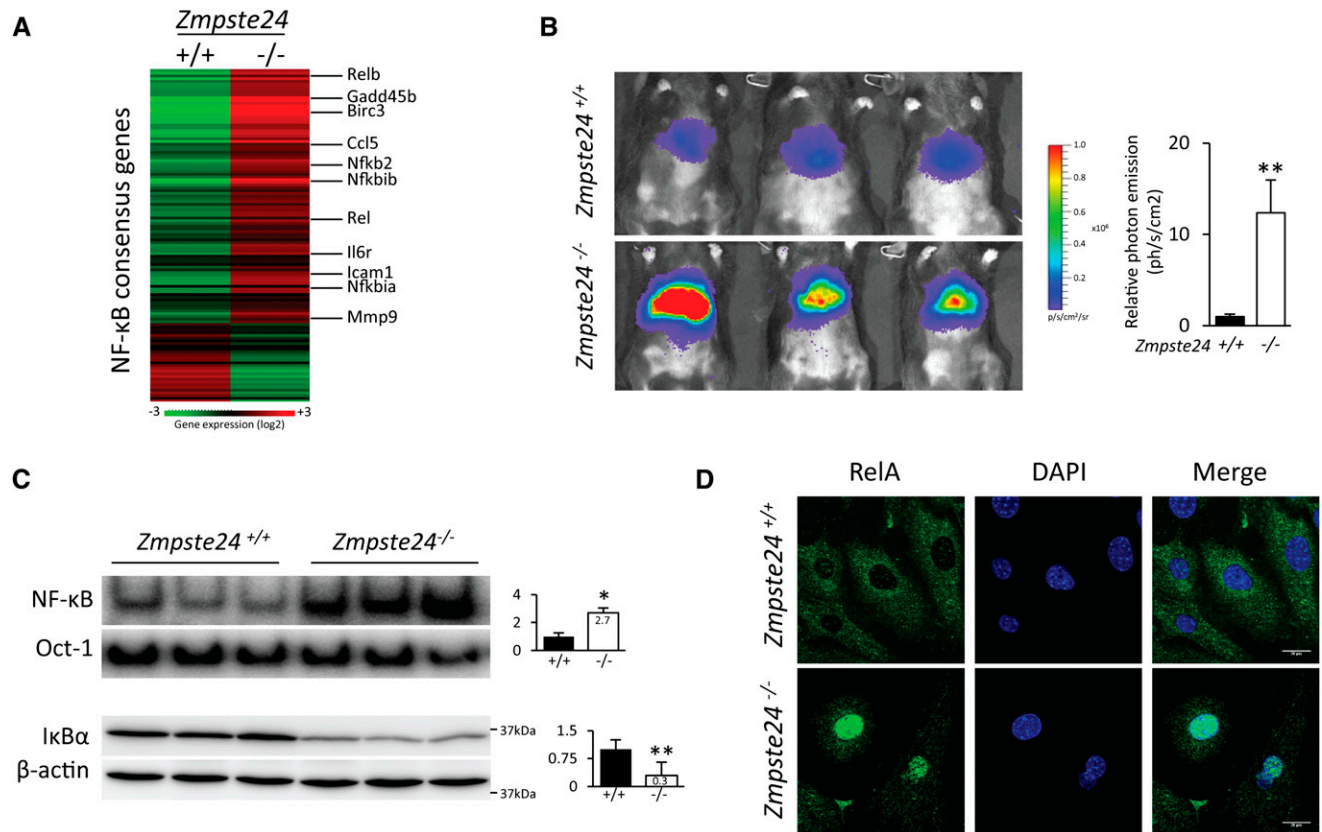 A
Zmpste24
+/+ -/-
NF-κB consensus genes
Relb
Gadd45b
Birc3
Ccl5
Nfkb2
Nfkbib
Rel
Il6r
Icam1
Nfkbia
Mmp9
-3 +3
Gene expression (log2)
B
Zmpste24 +/+
Zmpste24 -/-
1.0
0.8
0.6
x10⁶
0.4
0.2
p/s/cm²/sr
Relative photon emission
(ph/s/cm2)
20
10
0
**
Zmpste24 +/+ -/-
C
Zmpste24 +/+ Zmpste24-/-
NF-κB
Oct-1
4
2
0
*
2.7
+/+ -/-
IκBα
β-actin
37kDa
37kDa
1.5
0.75
0
**
0.3
+/+ -/-
D
RelA DAPI Merge
Zmpste24 +/+
Zmpste24 -/-